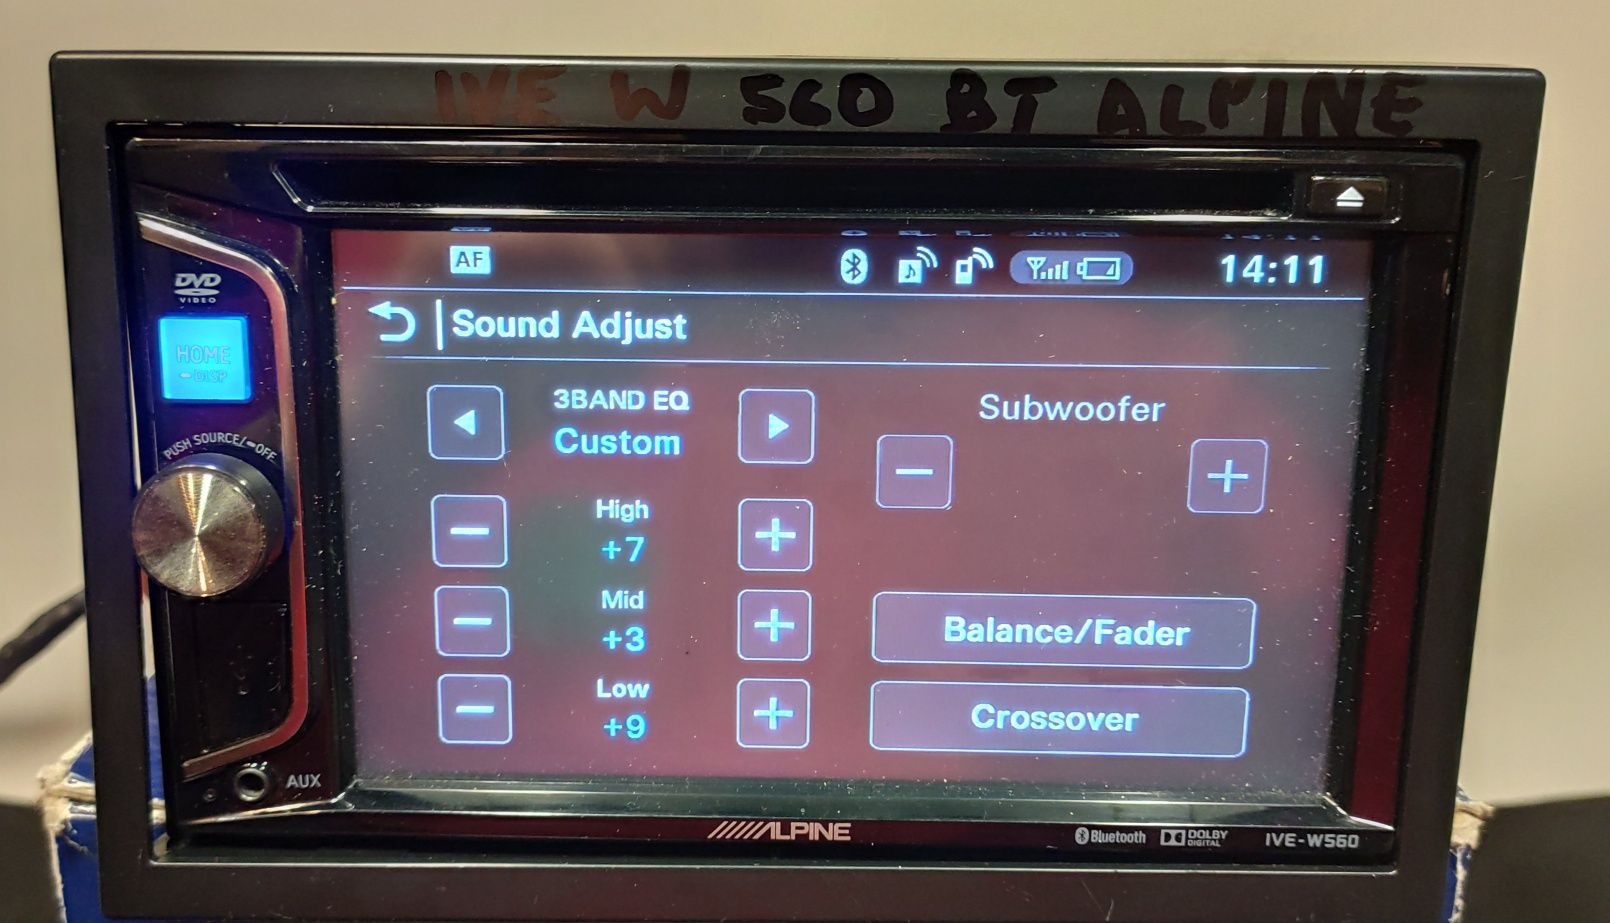 IVE W 560 BT ALPINE
AF
14:11
DVD
VIDEO
HOME
DISP
Sound Adjust
3BAND EQ
Custom
Subwoofer
PUSH SOURCE/OFF
High
+7
Mid
+3
Balance/Fader
Low
+9
Crossover
AUX
ALPINE
Bluetooth
DOLBY
DIGITAL
IVE-W560